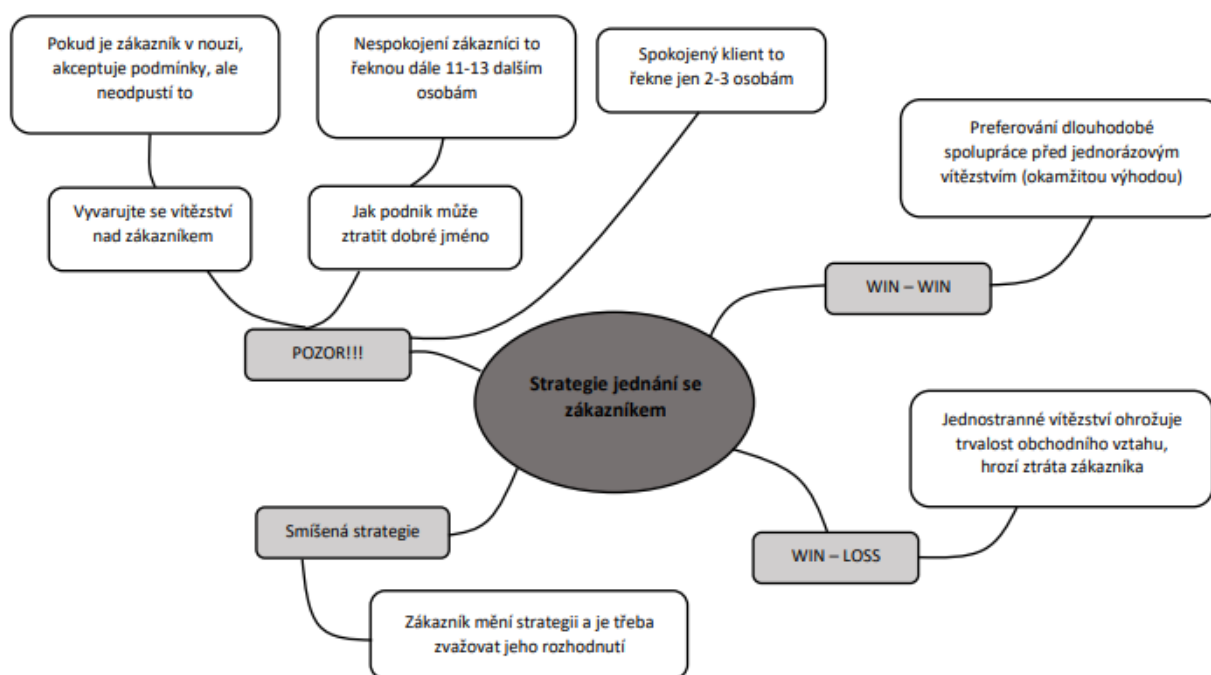 Pokud je zákazník v nouzi,
akceptuje podmínky, ale
neodpustí to
Nespokojení zákazníci to
řeknou dále 11-13 dalším
osobám
Spokojený klient to
řekne jen 2-3 osobám
Preferování dlouhodobé
spolupráce před jednorázovým
vítězstvím (okamžitou výhodou)
Vyvarujte se vítězství
nad zákazníkem
Jak podnik může
ztratit dobré jméno
WIN – WIN
POZOR!!!
Strategie jednání se
zákazníkem
Jednostranné vítězství ohrožuje
trvalost obchodního vztahu,
hrozí ztráta zákazníka
Smíšená strategie
WIN – LOSS
Zákazník mění strategii a je třeba
zvažovat jeho rozhodnutí